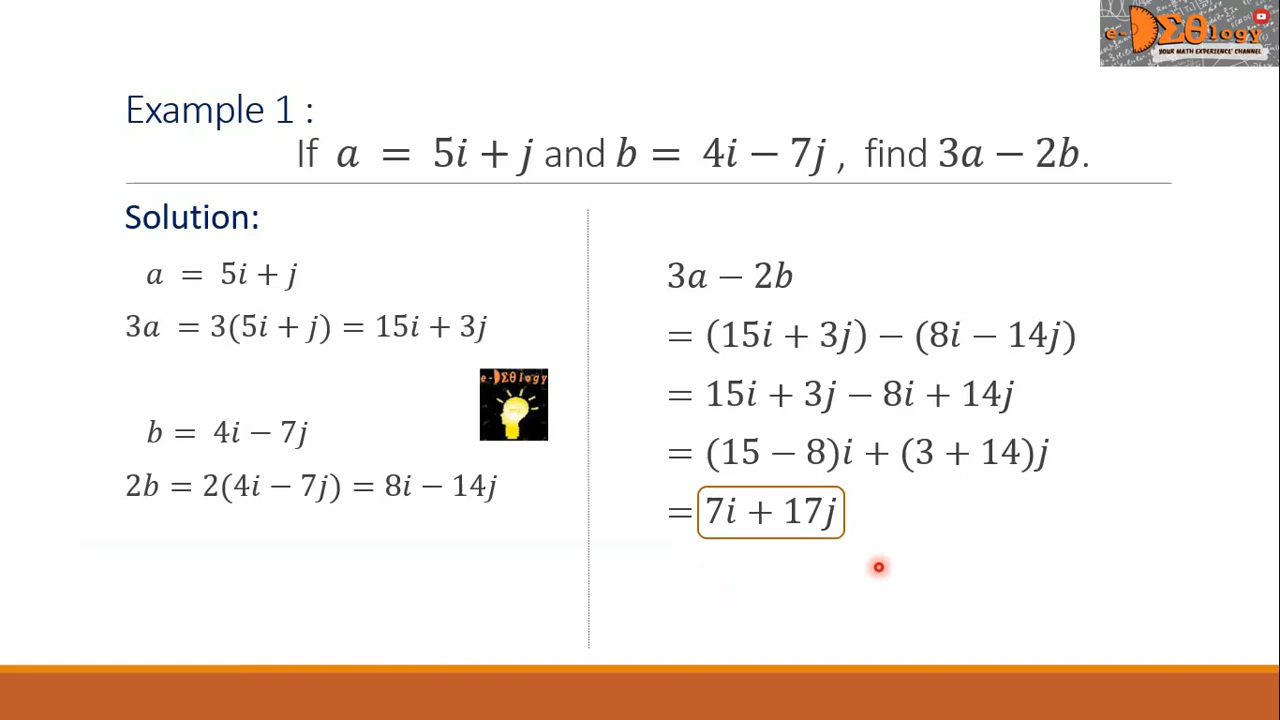 e-DΣθlogy
YOUR MATH EXPERIENCE CHANNEL
Example 1 :
If a = 5i + j and b = 4i − 7j , find 3a − 2b.
Solution:
a = 5i + j
3a = 3(5i + j) = 15i + 3j
e-DΣθlogy
b = 4i − 7j
2b = 2(4i − 7j) = 8i − 14j
3a − 2b
= (15i + 3j) − (8i − 14j)
= 15i + 3j − 8i + 14j
= (15 − 8)i + (3 + 14)j
= 7i + 17j